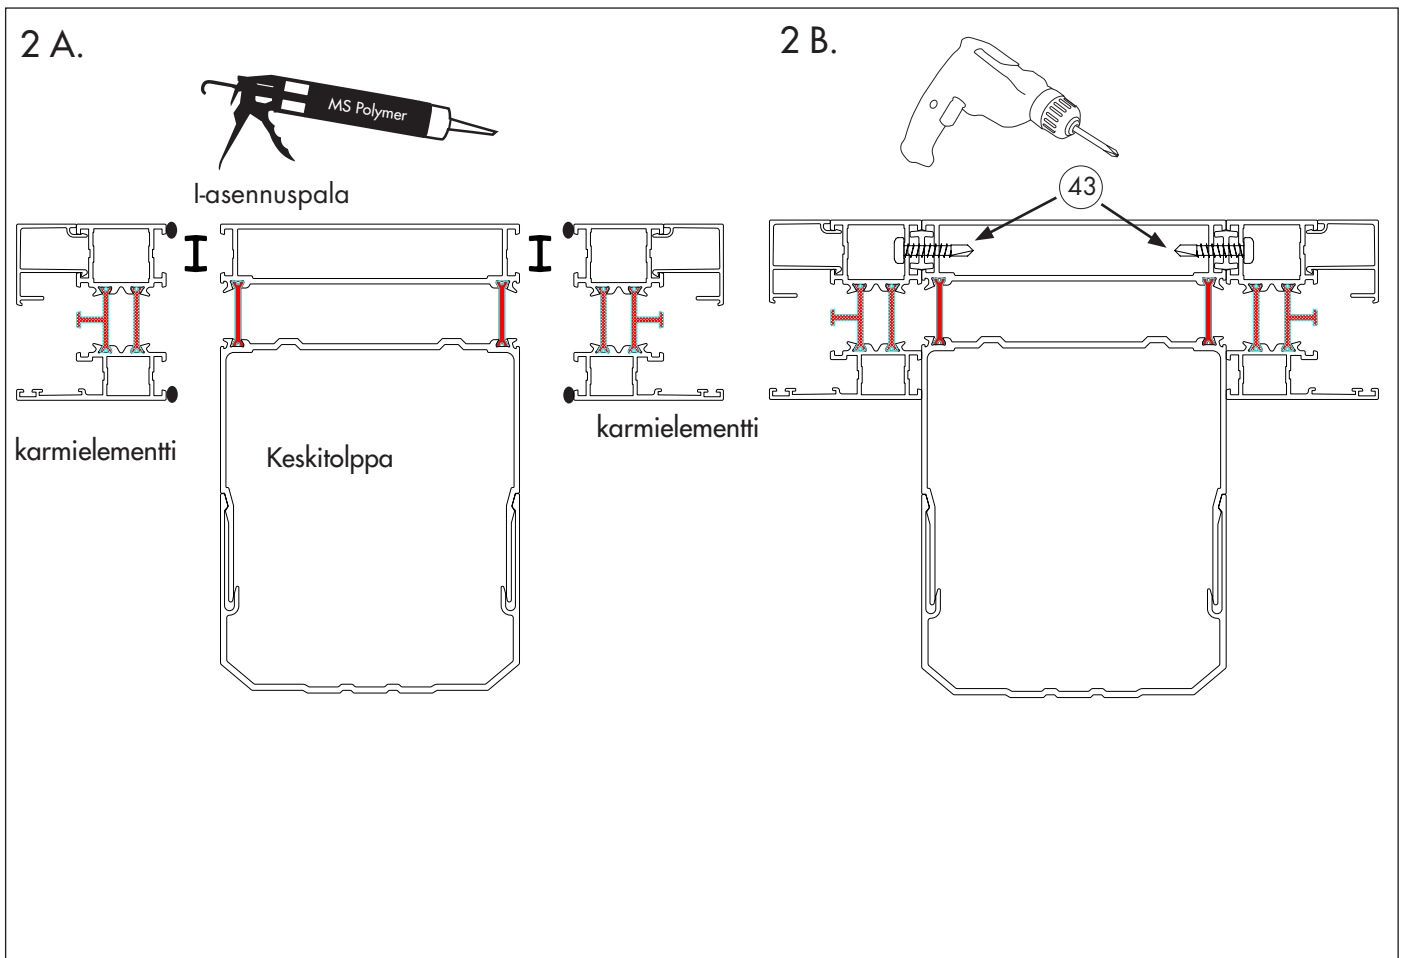 2 A.
MS Polymer
I-asennuspala
karmielementti
Keskitolppa
karmielementti
2 B.
43